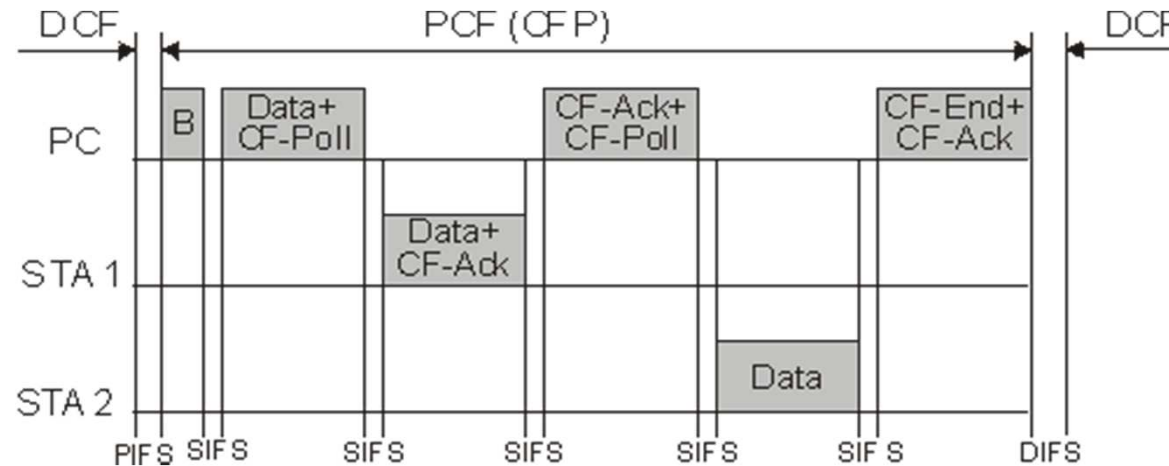 DCF PCF (CFP) DCF
B Data+ CF-Poll CF-Ack+ CF-Poll CF-End+ CF-Ack
PC
Data+ CF-Ack
STA 1
Data
STA 2
PIFS SIFS SIFS SIFS SIFS SIFS DIFS